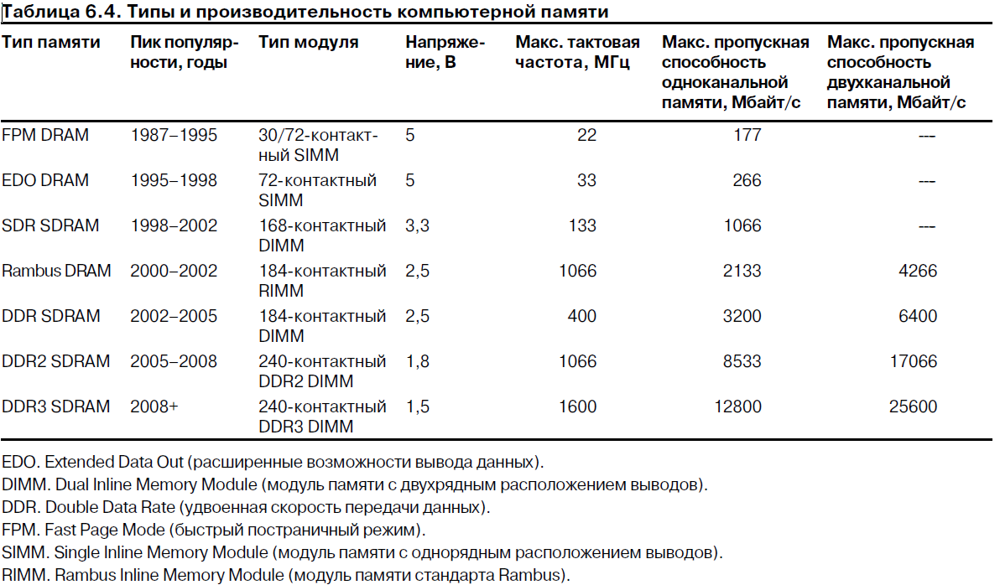 Таблица 6.4. Типы и производительность компьютерной памяти
Тип памяти Пик популяр- Тип модуля Напряже- Макс. тактовая Макс. пропускная Макс. пропускная
ности, годы ние, В частота, МГц способность способность
одноканальной двухканальной
памяти, Мбайт/с памяти, Мбайт/с
FPM DRAM 1987–1995 30/72-контакт- 5 22 177 ---
ный SIMM
EDO DRAM 1995–1998 72-контактный 5 33 266 ---
SIMM
SDR SDRAM 1998–2002 168-контактный 3,3 133 1066 ---
DIMM
Rambus DRAM 2000–2002 184-контактный 2,5 1066 2133 4266
RIMM
DDR SDRAM 2002–2005 184-контактный 2,5 400 3200 6400
DIMM
DDR2 SDRAM 2005–2008 240-контактный 1,8 1066 8533 17066
DDR2 DIMM
DDR3 SDRAM 2008+ 240-контактный 1,5 1600 12800 25600
DDR3 DIMM
EDO. Extended Data Out (расширенные возможности вывода данных).
DIMM. Dual Inline Memory Module (модуль памяти с двухрядным расположением выводов).
DDR. Double Data Rate (удвоенная скорость передачи данных).
FPM. Fast Page Mode (быстрый постраничный режим).
SIMM. Single Inline Memory Module (модуль памяти с однорядным расположением выводов).
RIMM. Rambus Inline Memory Module (модуль памяти стандарта Rambus).